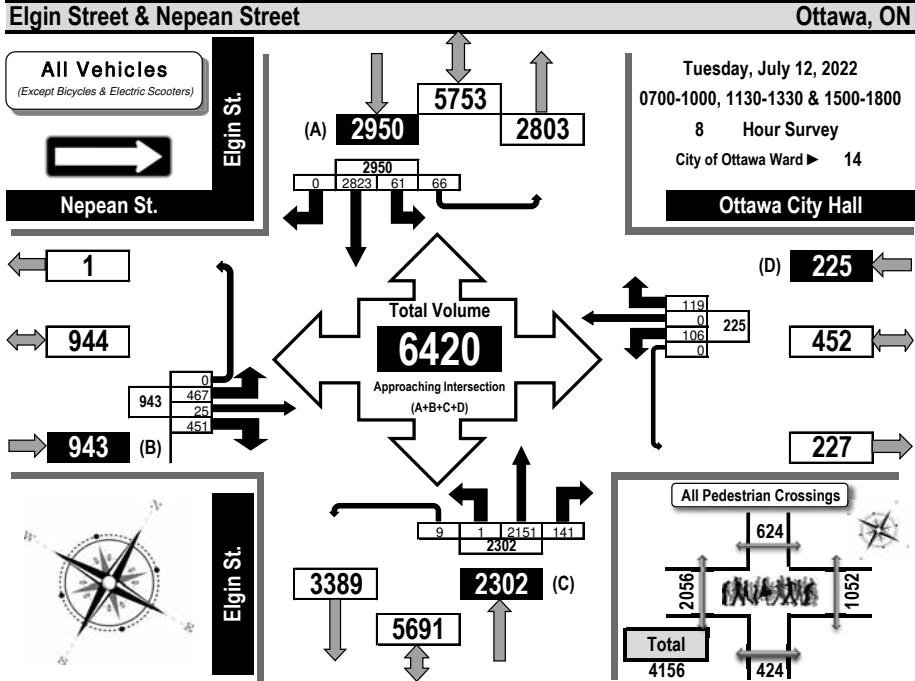 Elgin Street & Nepean Street
Ottawa, ON
All Vehicles
(Except Bicycles & Electric Scooters)
Elgin St.
Nepean St.
5753
(A) 2950
2803
2950
0 2823 61 66
Tuesday, July 12, 2022
0700-1000, 1130-1330 & 1500-1800
8 Hour Survey
City of Ottawa Ward ► 14
Ottawa City Hall
1
944
943 (B)
943
0
467
25
451
Total Volume
6420
Approaching Intersection
(A+B+C+D)
119
0
106
0
225
(D) 225
452
227
9 1 2151 141
2302
3389
2302 (C)
5691
Elgin St.
All Pedestrian Crossings
624
2056
1052
Total
4156
424